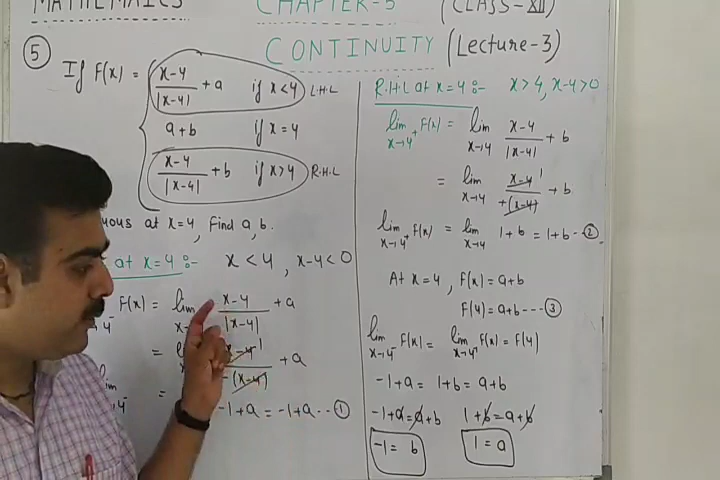 MATHEMATICS CHAPTER-5 (CLASS-XII)
CONTINUITY (Lecture-3)
5 If F(x) = x-4/|x-4| + a if x<4 L.H.L
a+b if x=4
x-4/|x-4| + b if x>4 R.H.L
uous at x=4, Find a, b.
at x=4 :- x<4, x-4<0
F(x) = lim x-4/|x-4| + a
= x-4 1/-(x-4) + a
= -1+a = -1+a --- 1
R.H.L at x=4 :- x>4, x-4>0
lim x→4+ F(x) = lim x→4 x-4/|x-4| + b
= lim x→4 x-4 1/+(x-4) + b
lim x→4+ F(x) = lim x→4 1+b = 1+b -- 2
At x=4, F(x) = a+b
F(4) = a+b ---- 3
lim x→4- F(x) = lim x→4+ F(x) = F(4)
-1+a = 1+b = a+b
-1+a = a+b 1+b = a+b
-1 = b 1 = a